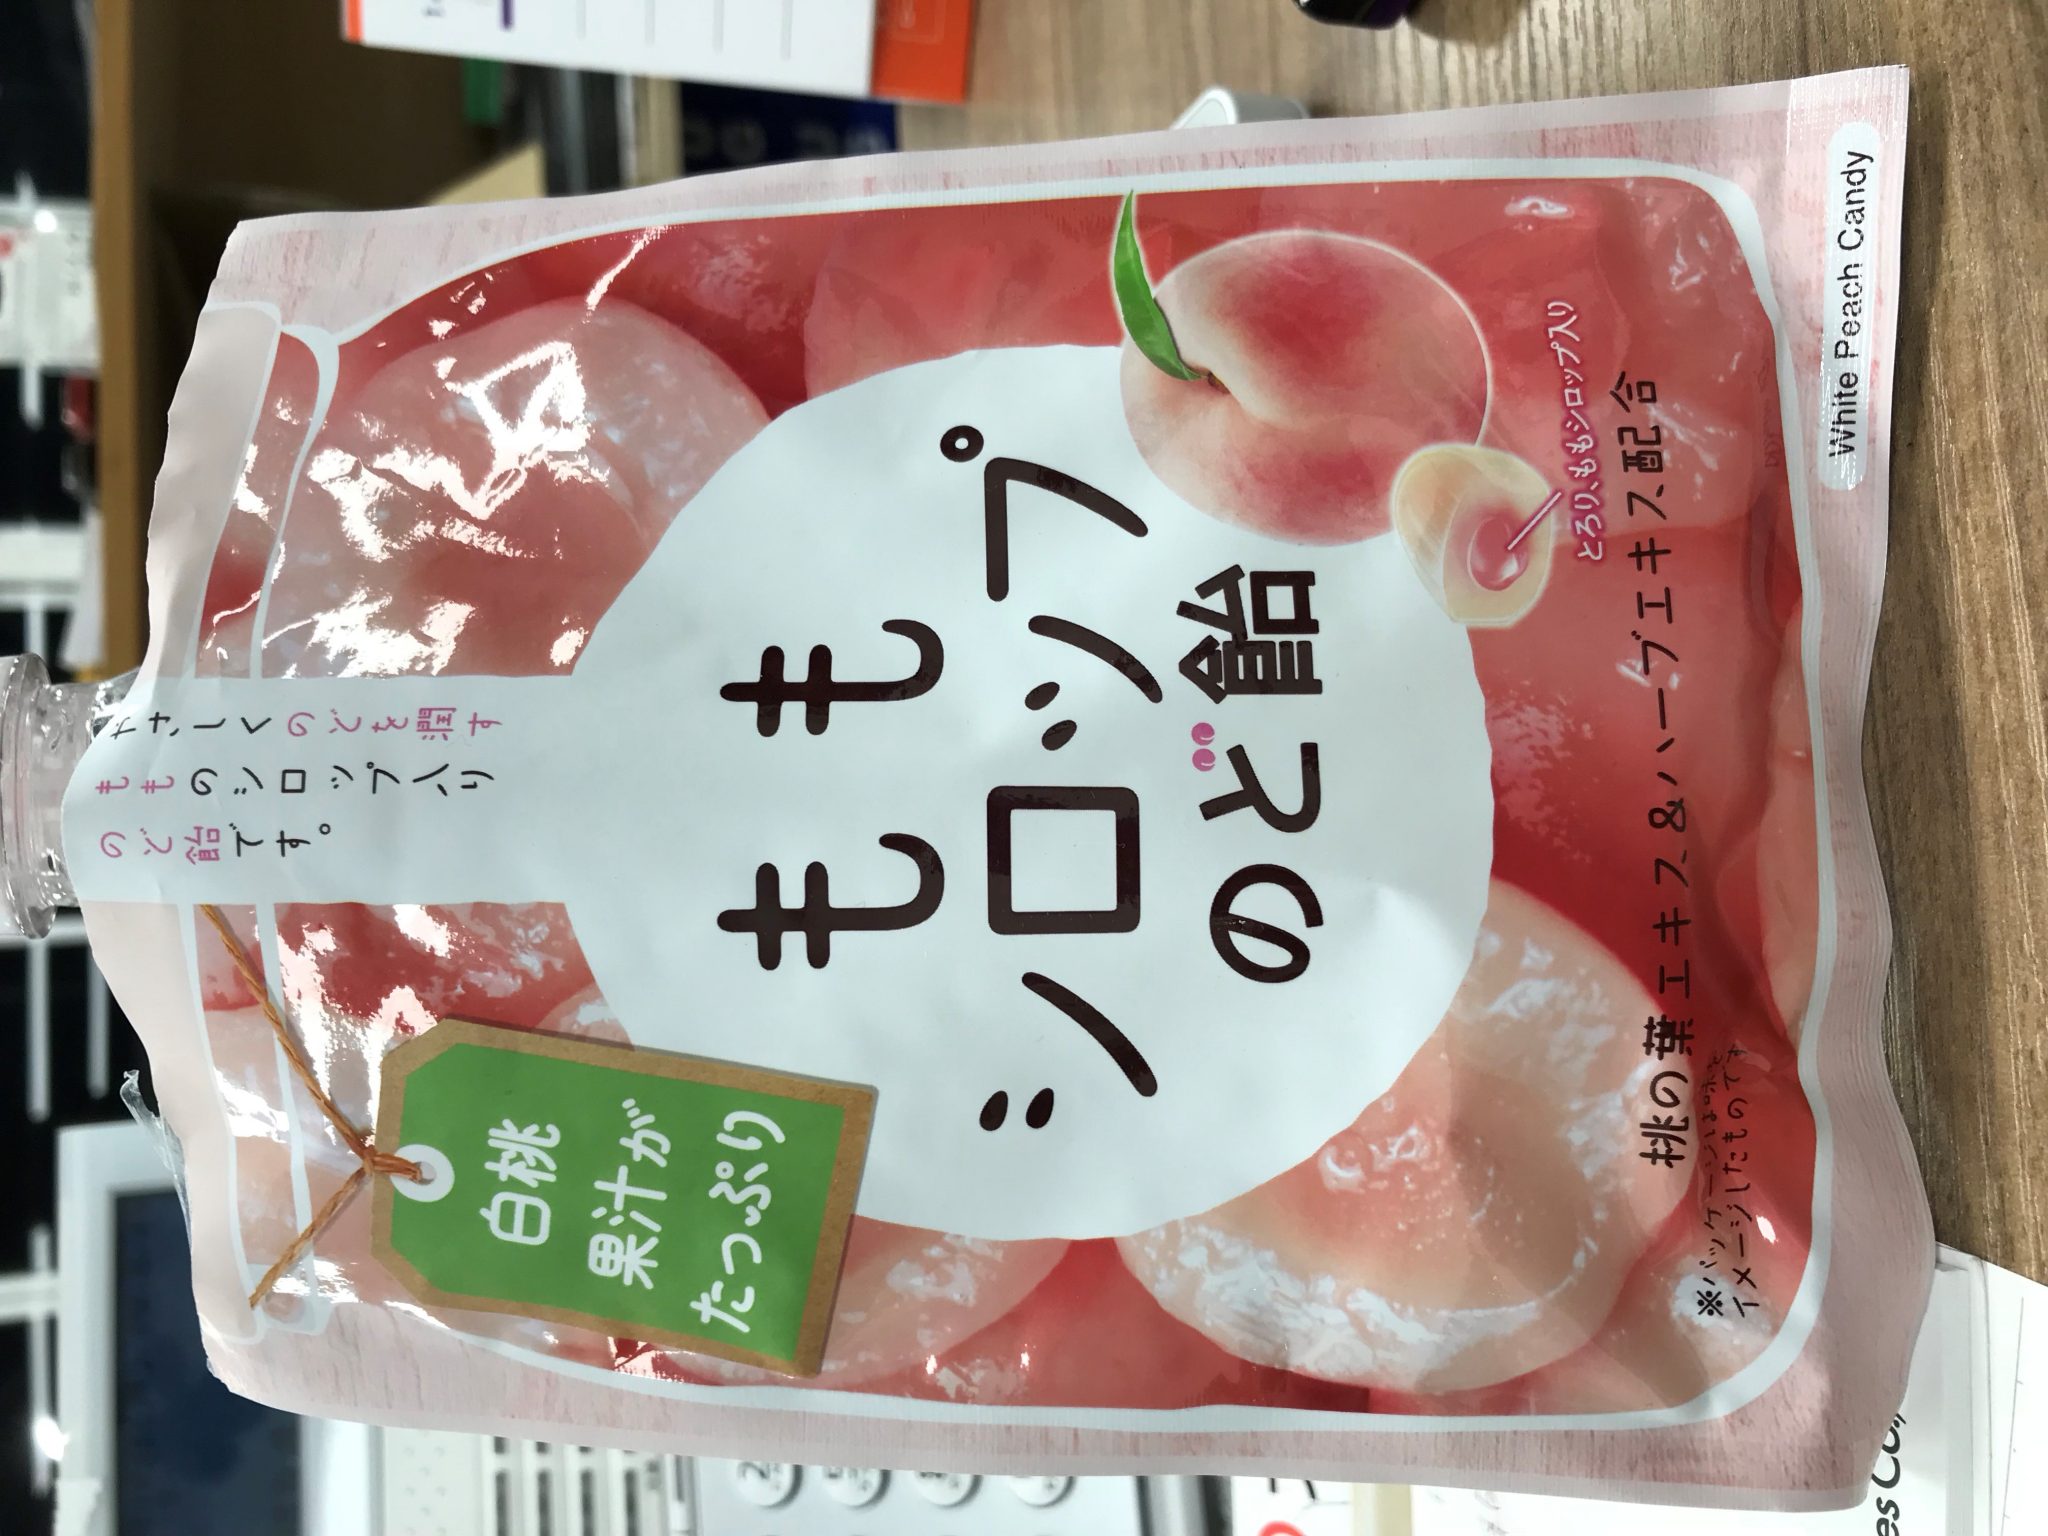 やさしくのどを潤す
もものシロップ入り
のど飴です。
白桃
果汁が
たっぷり
もも
シロップ
のど飴
とろり、ももシロップ入り
桃の葉エキス&ハーブエキス配合
※パッケージは味を
イメージしたものです
White Peach Candy